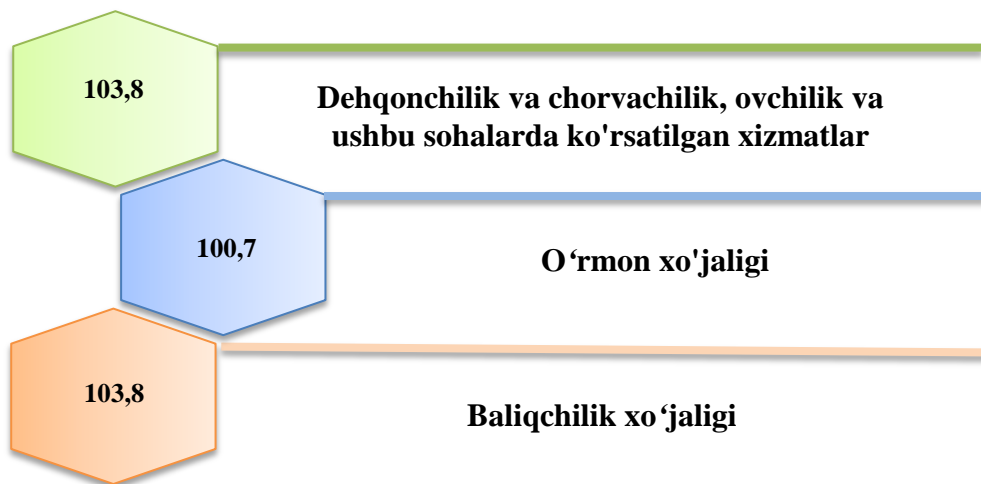 103,8
Dehqonchilik va chorvachilik, ovchilik va
ushbu sohalarda ko'rsatilgan xizmatlar
100,7
O‘rmon xo'jaligi
103,8
Baliqchilik xo‘jaligi